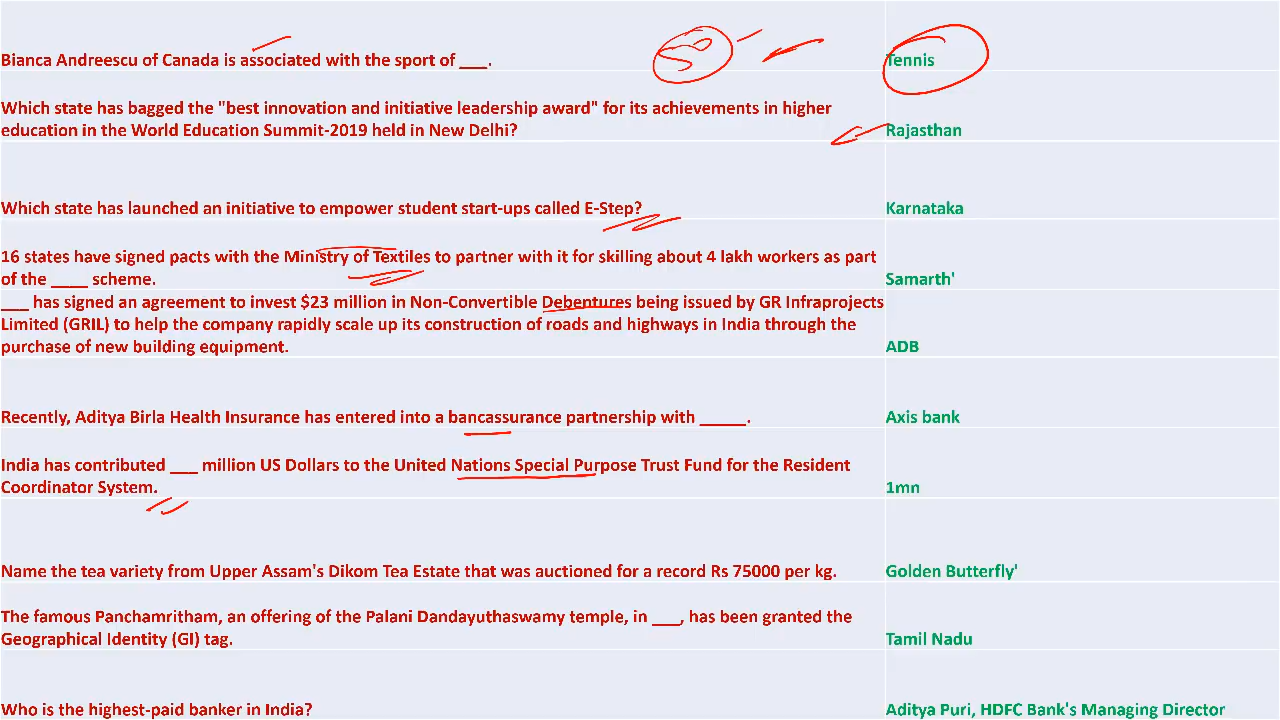 Bianca Andreescu of Canada is associated with the sport of ___. Tennis
Which state has bagged the "best innovation and initiative leadership award" for its achievements in higher
education in the World Education Summit-2019 held in New Delhi? Rajasthan
Which state has launched an initiative to empower student start-ups called E-Step? Karnataka
16 states have signed pacts with the Ministry of Textiles to partner with it for skilling about 4 lakh workers as part
of the ____ scheme. Samarth'
___ has signed an agreement to invest $23 million in Non-Convertible Debentures being issued by GR Infraprojects
Limited (GRIL) to help the company rapidly scale up its construction of roads and highways in India through the
purchase of new building equipment. ADB
Recently, Aditya Birla Health Insurance has entered into a bancassurance partnership with _____. Axis bank
India has contributed ___ million US Dollars to the United Nations Special Purpose Trust Fund for the Resident
Coordinator System. 1mn
Name the tea variety from Upper Assam's Dikom Tea Estate that was auctioned for a record Rs 75000 per kg. Golden Butterfly'
The famous Panchamritham, an offering of the Palani Dandayuthaswamy temple, in ___, has been granted the
Geographical Identity (GI) tag. Tamil Nadu
Who is the highest-paid banker in India? Aditya Puri, HDFC Bank's Managing Director